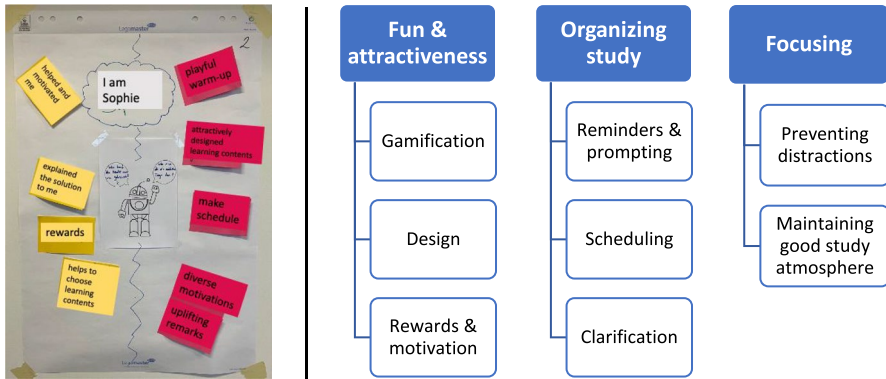 2
helped and
motivated
me
I am
Sophie
playful
warm-up
attractively
designed
learning contents
explained
the solution
to me
make
schedule
rewards
helps to
choose
learning
contents
diverse
motivations
uplifting
remarks
Fun &
attractiveness
Gamification
Design
Rewards &
motivation
Organizing
study
Reminders &
prompting
Scheduling
Clarification
Focusing
Preventing
distractions
Maintaining
good study
atmosphere